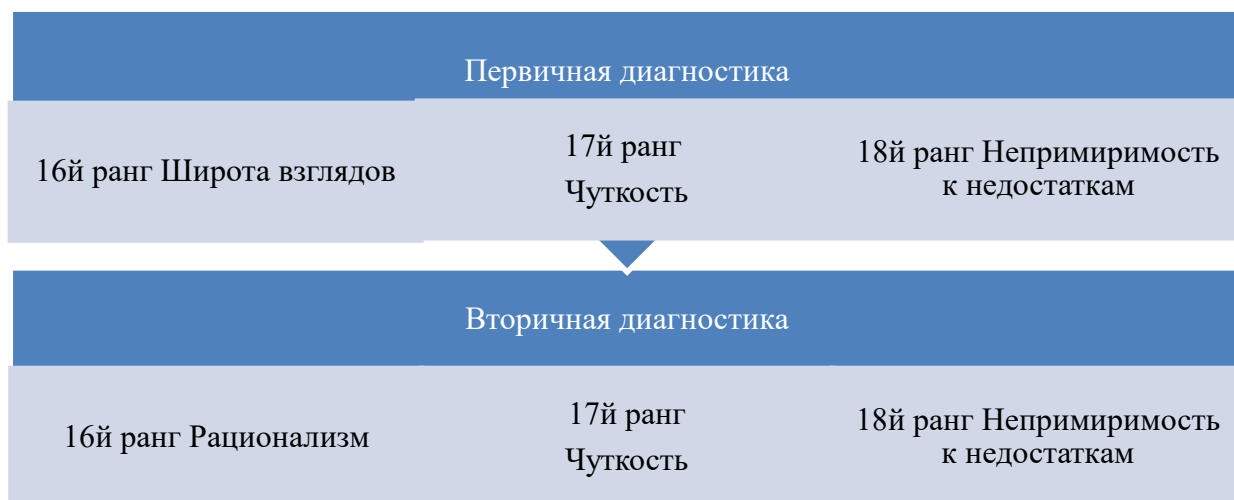 Первичная диагностика
16й ранг Широта взглядов
17й ранг
Чуткость
18й ранг Непримиримость
к недостаткам
Вторичная диагностика
16й ранг Рационализм
17й ранг
Чуткость
18й ранг Непримиримость
к недостаткам